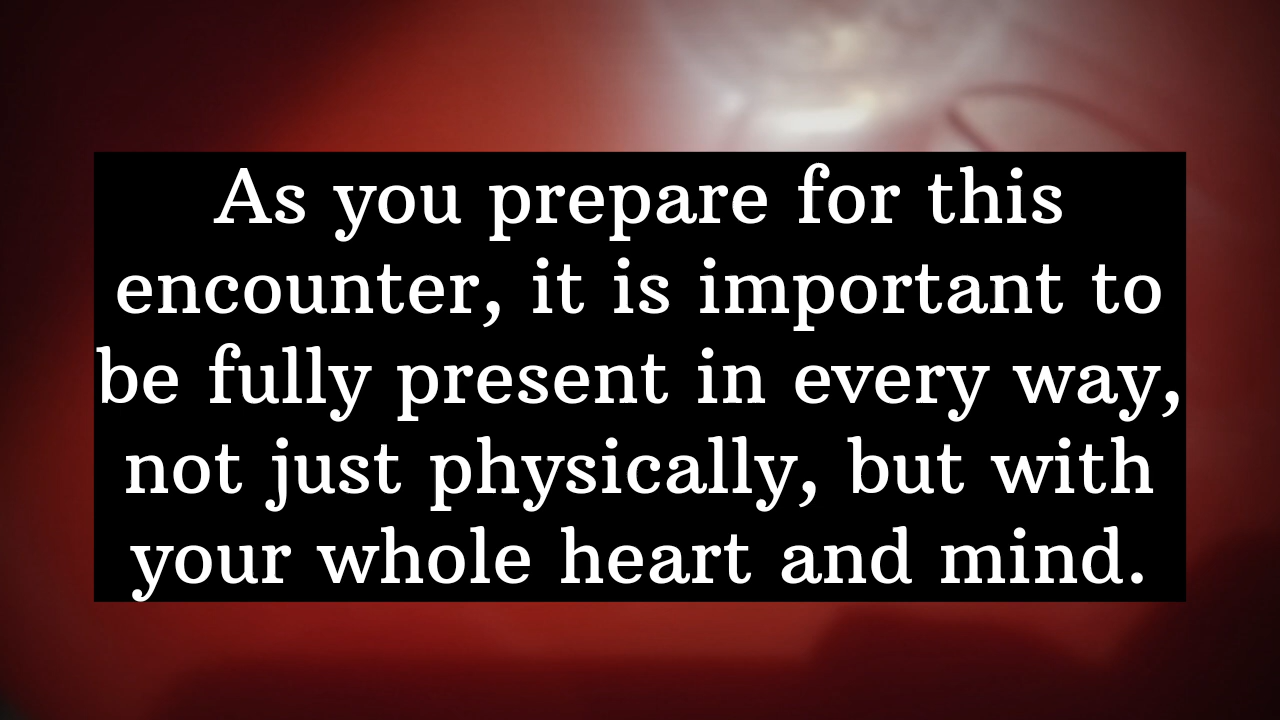 As you prepare for this
encounter, it is important to
be fully present in every way,
not just physically, but with
your whole heart and mind.